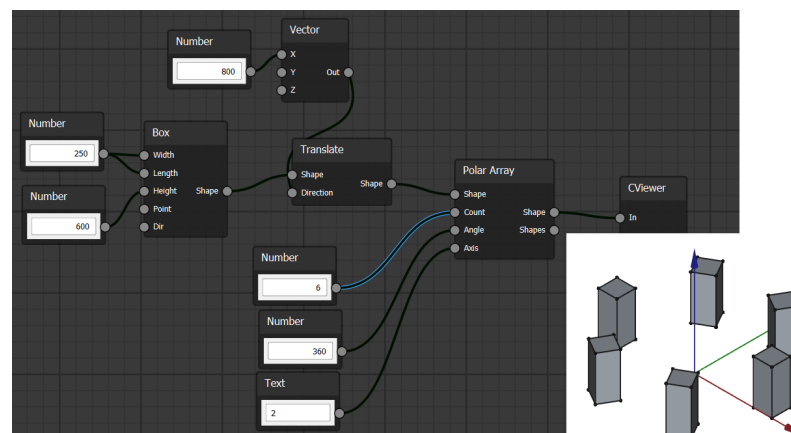 Number
800
Vector
X
Y
Out
Z
Number
250
Number
600
Box
Width
Length
Height
Shape
Point
Dir
Translate
Shape
Shape
Direction
Polar Array
Shape
Count
Shape
Angle
Shapes
Axis
CViewer
In
Number
6
Number
360
Text
2